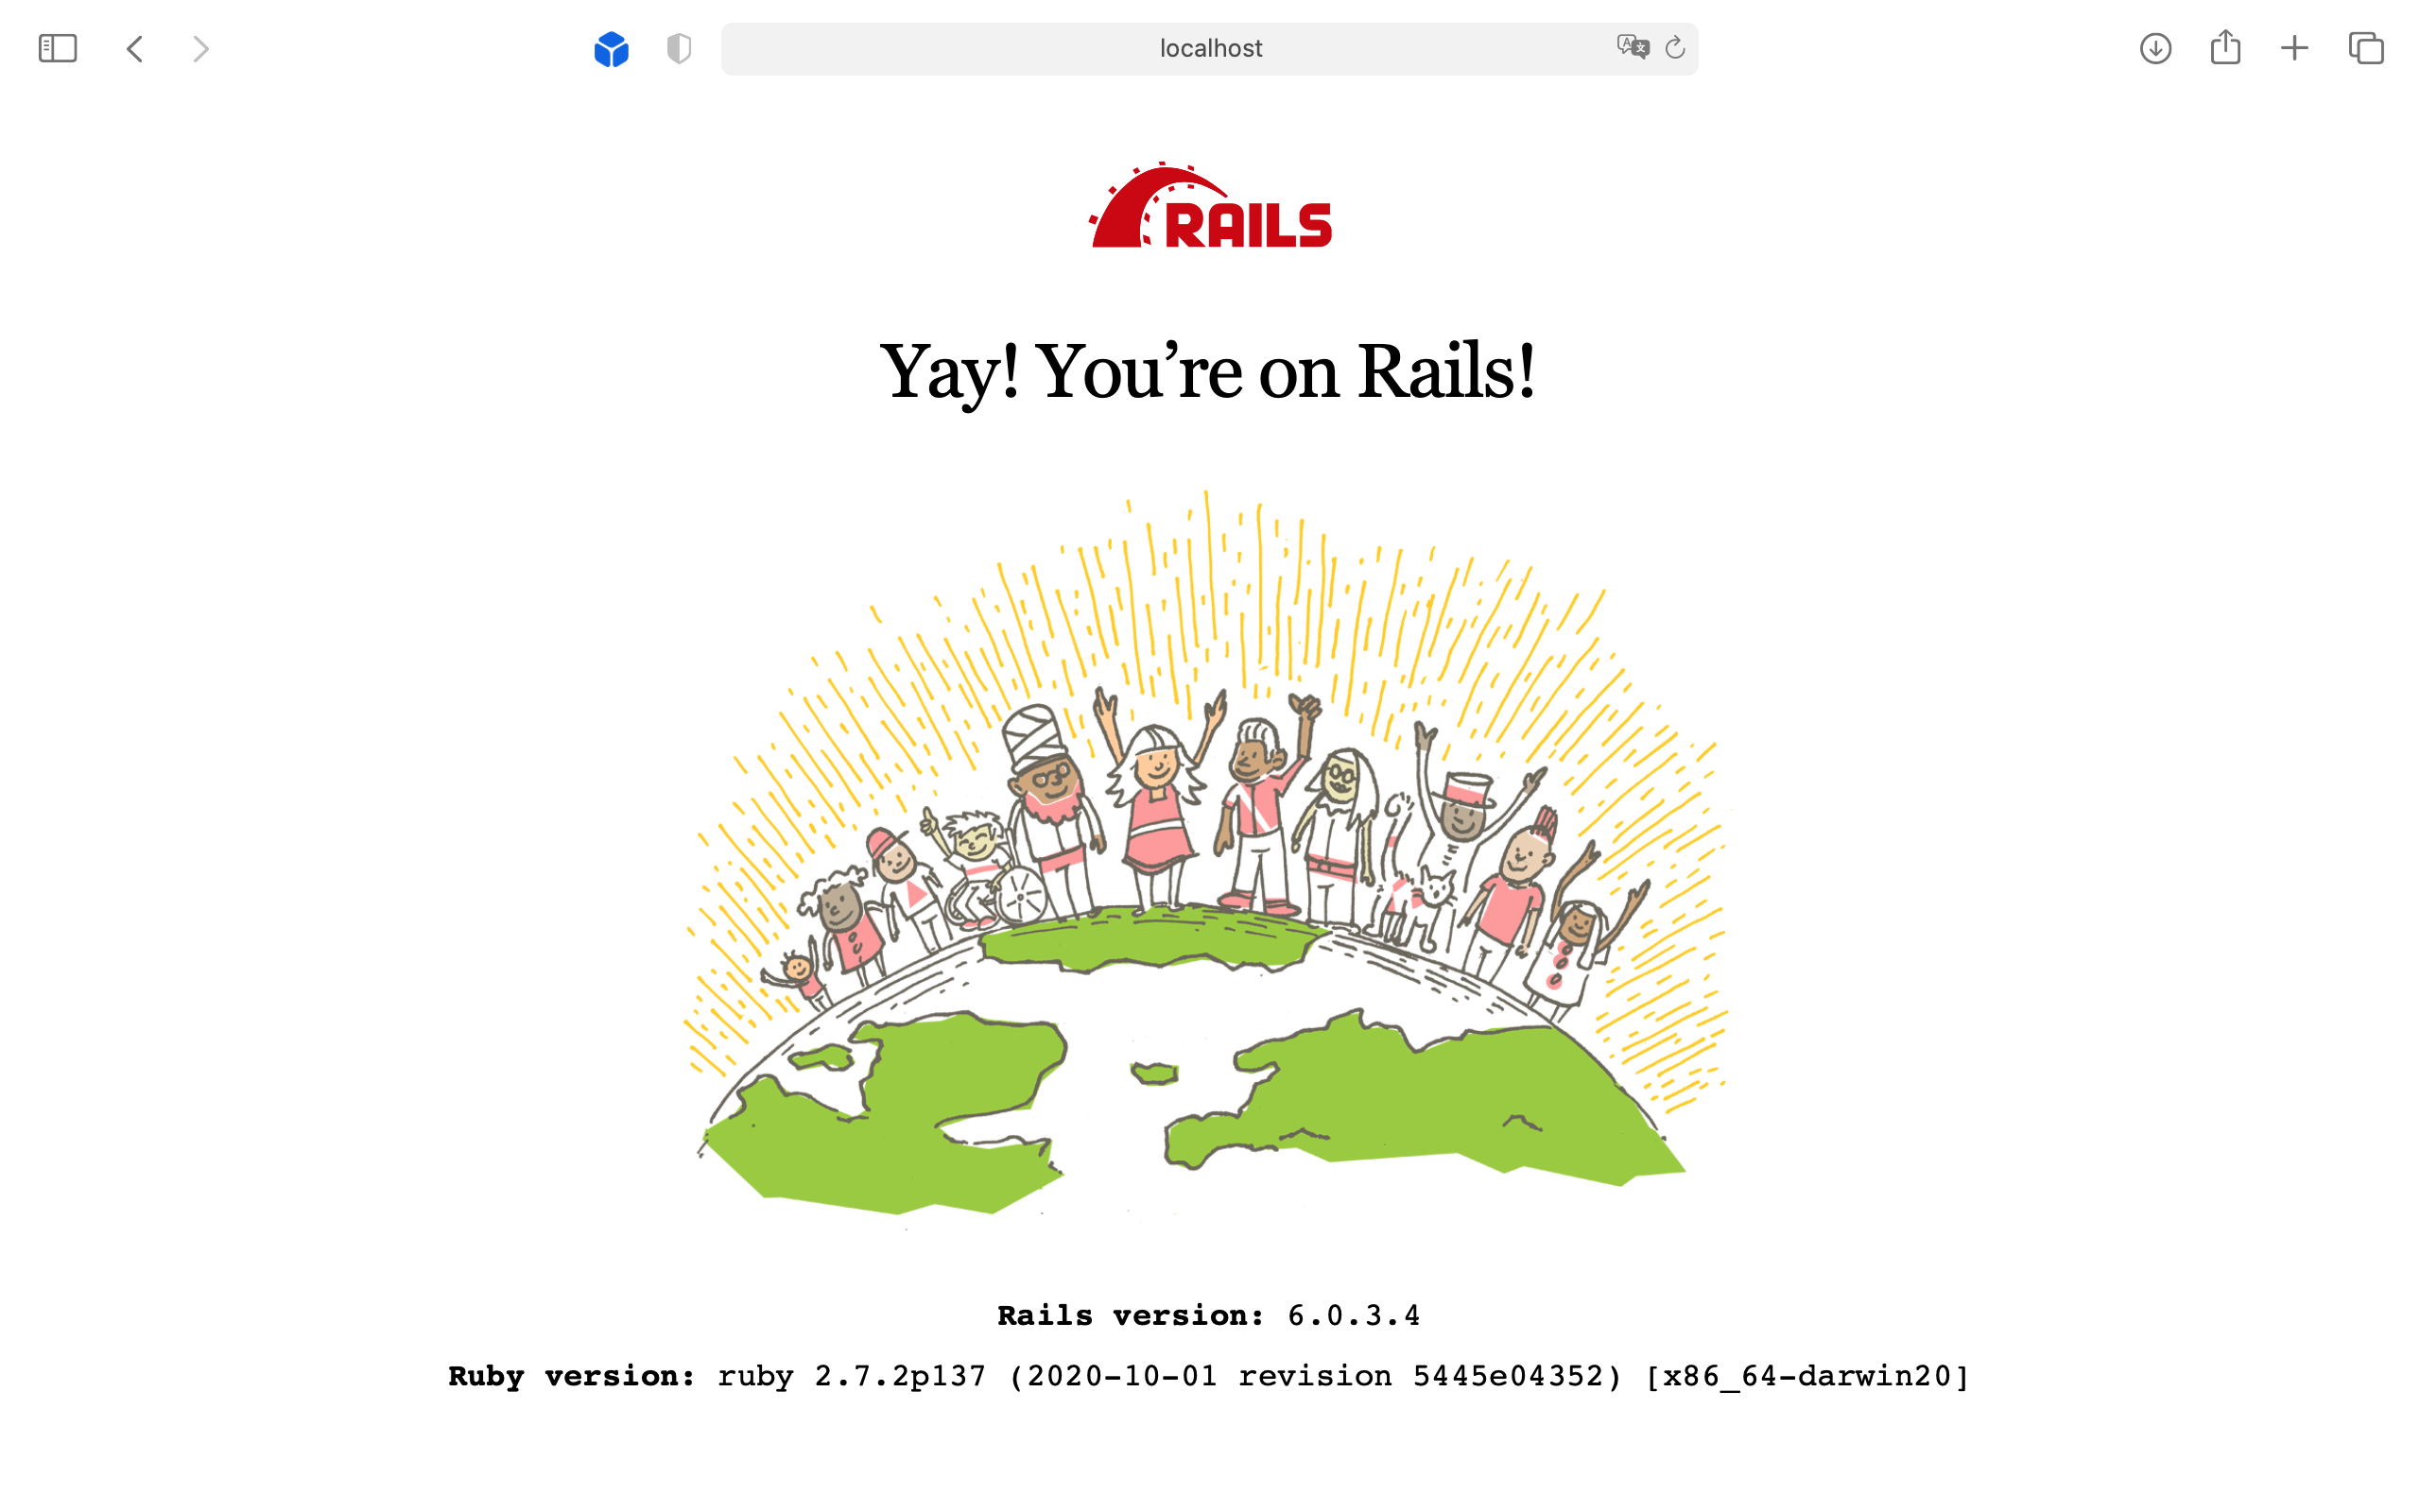 localhost
RAILS
Yay! You’re on Rails!
Rails version: 6.0.3.4
Ruby version: ruby 2.7.2p137 (2020-10-01 revision 5445e04352) [x86_64-darwin20]